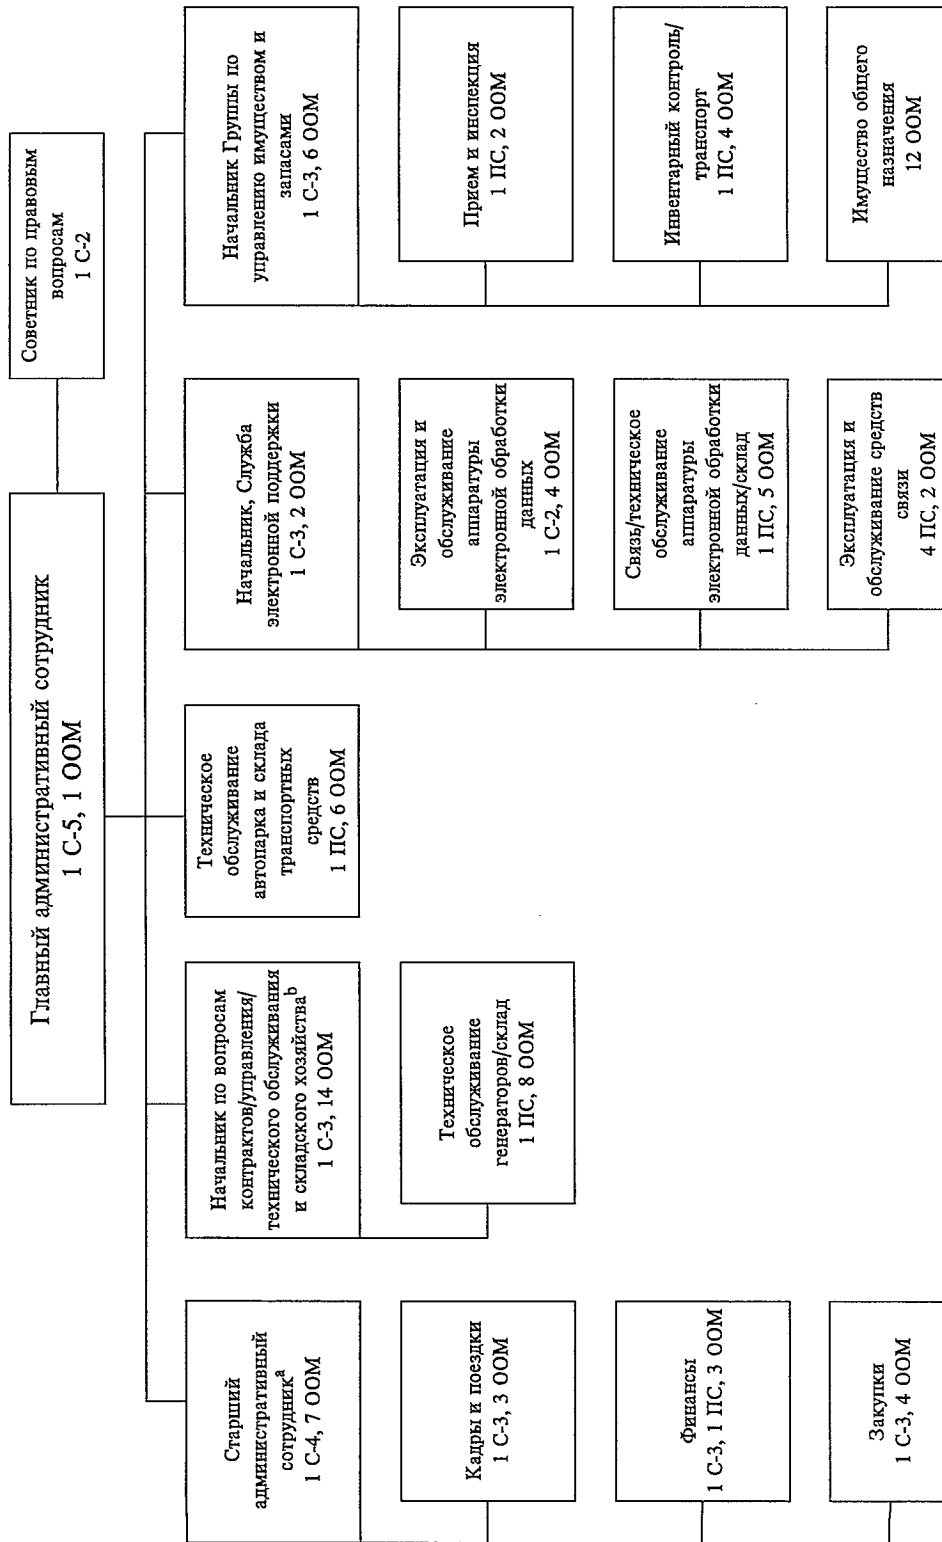 Главный административный сотрудник
1 С-5, 1 ООМ
Советник по правовым
вопросам
1 С-2
Старший
административный
сотрудникᵃ
1 С-4, 7 ООМ
Кадры и поездки
1 С-3, 3 ООМ
Финансы
1 С-3, 1 ПС, 3 ООМ
Закупки
1 С-3, 4 ООМ
Начальник по вопросам
контрактов/управления/
технического обслуживания
и складского хозяйстваᵇ
1 С-3, 14 ООМ
Техническое
обслуживание
генераторов/склад
1 ПС, 8 ООМ
Техническое
обслуживание
автопарка и склада
транспортных
средств
1 ПС, 6 ООМ
Начальник, Служба
электронной поддержки
1 С-3, 2 ООМ
Эксплуатация и
обслуживание
аппаратуры
электронной обработки
данных
1 С-2, 4 ООМ
Связь/техническое
обслуживание
аппаратуры
электронной обработки
данных/склад
1 ПС, 5 ООМ
Эксплуатация и
обслуживание средств
связи
4 ПС, 2 ООМ
Начальник Группы по
управлению имуществом и
запасами
1 С-3, 6 ООМ
Прием и инспекция
1 ПС, 2 ООМ
Инвентарный контроль/
транспорт
1 ПС, 4 ООМ
Имущество общего
назначения
12 ООМ